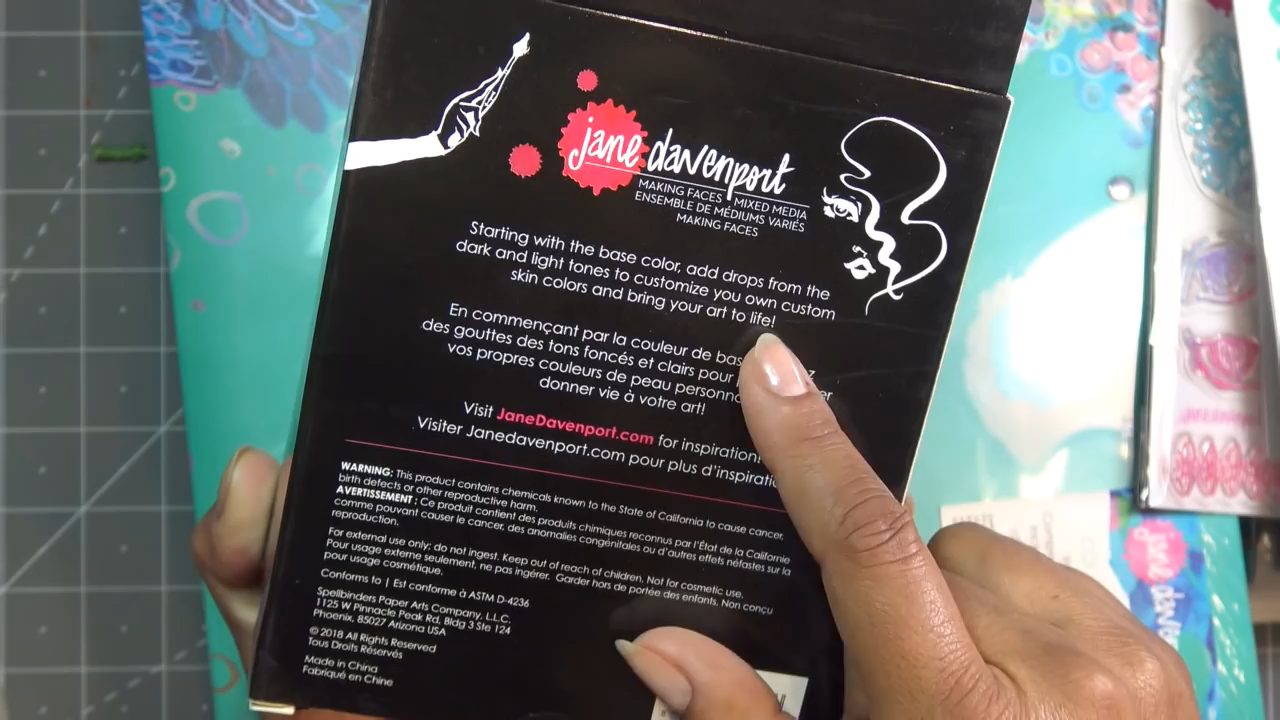 jane davenport
MAKING FACES MIXED MEDIA
ENSEMBLE DE MÉDIUMS VARIÉS
MAKING FACES
Starting with the base color, add drops from the
dark and light tones to customize you own custom
skin colors and bring your art to life!
En commençant par la couleur de
des gouttes des tons foncés et clairs pour
vos propres couleurs de peau
donner vie à votre art!
Visit JaneDavenport.com for inspiration!
Visiter Janedavenport.com pour plus
WARNING: This product contains chemicals known to the State of California to cause cancer,
birth defects or other reproductive harm.
AVERTISSEMENT : Ce produit contient des produits chimiques reconnus par l'État de la Californie
comme pouvant causer le cancer, des anomalies congénitales ou d'autres effets néfastes sur la
reproduction.
For external use only; do not ingest. Keep out of reach of children. Not for cosmetic use.
Pour usage externe seulement, ne pas ingérer. Garder hors de portée des enfants. Non conçu
pour usage cosmétique.
Conforms to | Est conforme à ASTM D-4236
Spellbinders Paper Arts Company, L.L.C.
1125 W Pinnacle Peak Rd, Bldg 3 Ste 124
Phoenix, 85027 Arizona USA
© 2018 All Rights Reserved
Tous Droits Réservés
Made in China
Fabriqué en Chine
jane